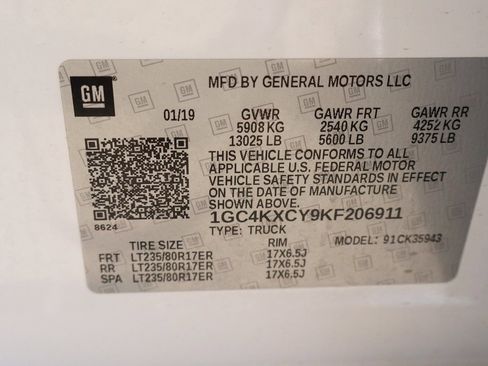 GM
MFD BY GENERAL MOTORS LLC
01/19 GVWR GAWR FRT GAWR RR
5908 KG 2540 KG 4252 KG
13025 LB 5600 LB 9375 LB
THIS VEHICLE CONFORMS TO ALL
APPLICABLE U.S. FEDERAL MOTOR
VEHICLE SAFETY STANDARDS IN EFFECT
ON THE DATE OF MANUFACTURE
SHOWN ABOVE.
8624 1GC4KXCY9KF206911
TYPE: TRUCK MODEL: 91CK35943
TIRE SIZE RIM
FRT LT235/80R17ER 17X6.5J
RR LT235/80R17ER 17X6.5J
SPA LT235/80R17ER 17X6.5J